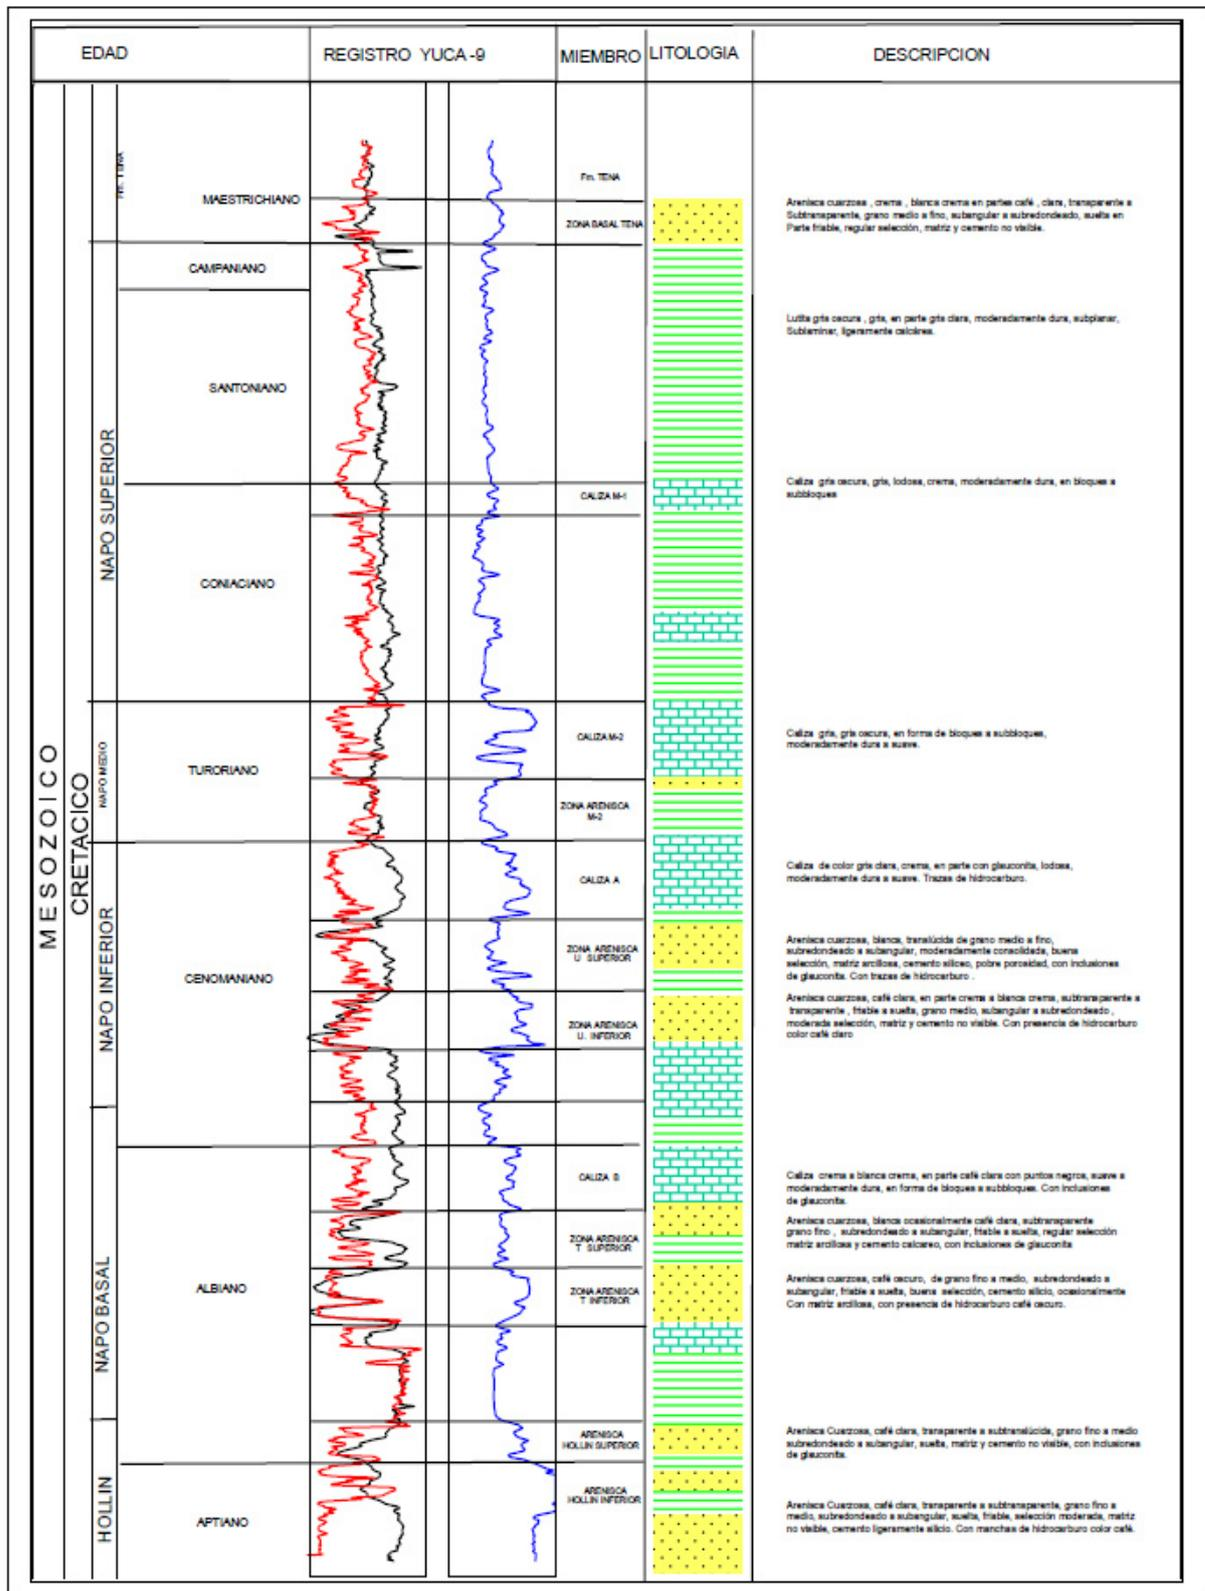 EDAD
REGISTRO YUCA-9
MIEMBRO
LITOLOGIA
DESCRIPCION
MESOZOICO
CRETACICO
NAPO SUPERIOR
NAPO MEDIO
NAPO INFERIOR
NAPO BASAL
HOLLIN
Fm. TENA
MAESTRICHIANO
CAMPANIANO
SANTONIANO
CONIACIANO
TURORIANO
CENOMANIANO
ALBIANO
APTIANO
Fm. TENA
ZONA BASAL TENA
CALIZA M-1
CALIZA M-2
ZONA ARENISCA
M-2
CALIZA A
ZONA ARENISCA
U SUPERIOR
ZONA ARENISCA
U. INFERIOR
CALIZA B
ZONA ARENISCA
T SUPERIOR
ZONA ARENISCA
T INFERIOR
ARENISCA
HOLLIN SUPERIOR
ARENISCA
HOLLIN INFERIOR
Arenisca cuarzosa , crema , blanca crema en partes café , clara, transparente a
Subtransparente, grano medio a fino, subangular a subredondeado, suelta en
Parte friable, regular selección, matriz y cemento no visible.
Lutita gris oscura , gris, en parte gris clara, moderadamente dura, subplanar,
Sublaminar, ligeramente calcárea.
Caliza gris oscura, gris, lodosa, crema, moderadamente dura, en bloques a
subbloques
Caliza gris, gris oscura, en forma de bloques a subbloques,
moderadamente dura a suave.
Caliza de color gris clara, crema, en parte con glauconita, lodosa,
moderadamente dura a suave. Trazas de hidrocarburo.
Arenisca cuarzosa, blanca, translúcida de grano medio a fino,
subredondeado a subangular, moderadamente consolidada, buena
selección, matriz arcillosa, cemento silíceo, pobre porosidad, con inclusiones
de glauconita. Con trazas de hidrocarburo .
Arenisca cuarzosa, café clara, en parte crema a blanca crema, subtransparente a
transparente , friable a suelta, grano medio, subangular a subredondeado ,
moderada selección, matriz y cemento no visible. Con presencia de hidrocarburo
color café claro
Caliza crema a blanca crema, en parte café clara con puntos negros, suave a
moderadamente dura, en forma de bloques a subbloques. Con inclusiones
de glauconita.
Arenisca cuarzosa, blanca ocasionalmente café clara, subtransparente
grano fino , subredondeado a subangular, friable a suelta, regular selección
matriz arcillosa y cemento calcareo, con inclusiones de glauconita
Arenisca cuarzosa, café oscuro, de grano fino a medio, subredondeado a
subangular, friable a suelta, buena selección, cemento silicio, ocasionalmente
Con matriz arcillosa, con presencia de hidrocarburo café oscuro.
Arenisca Cuarzosa, café clara, transparente a subtranslúcida, grano fino a medio
subredondeado a subangular, suelta, matriz y cemento no visible, con inclusiones
de glauconita.
Arenisca Cuarzosa, café clara, transparente a subtransparente, grano fino a
medio, subredondeado a subangular, suelta, friable, selección moderada, matriz
no visible, cemento ligeramente silicio. Con manchas de hidrocarburo color café.